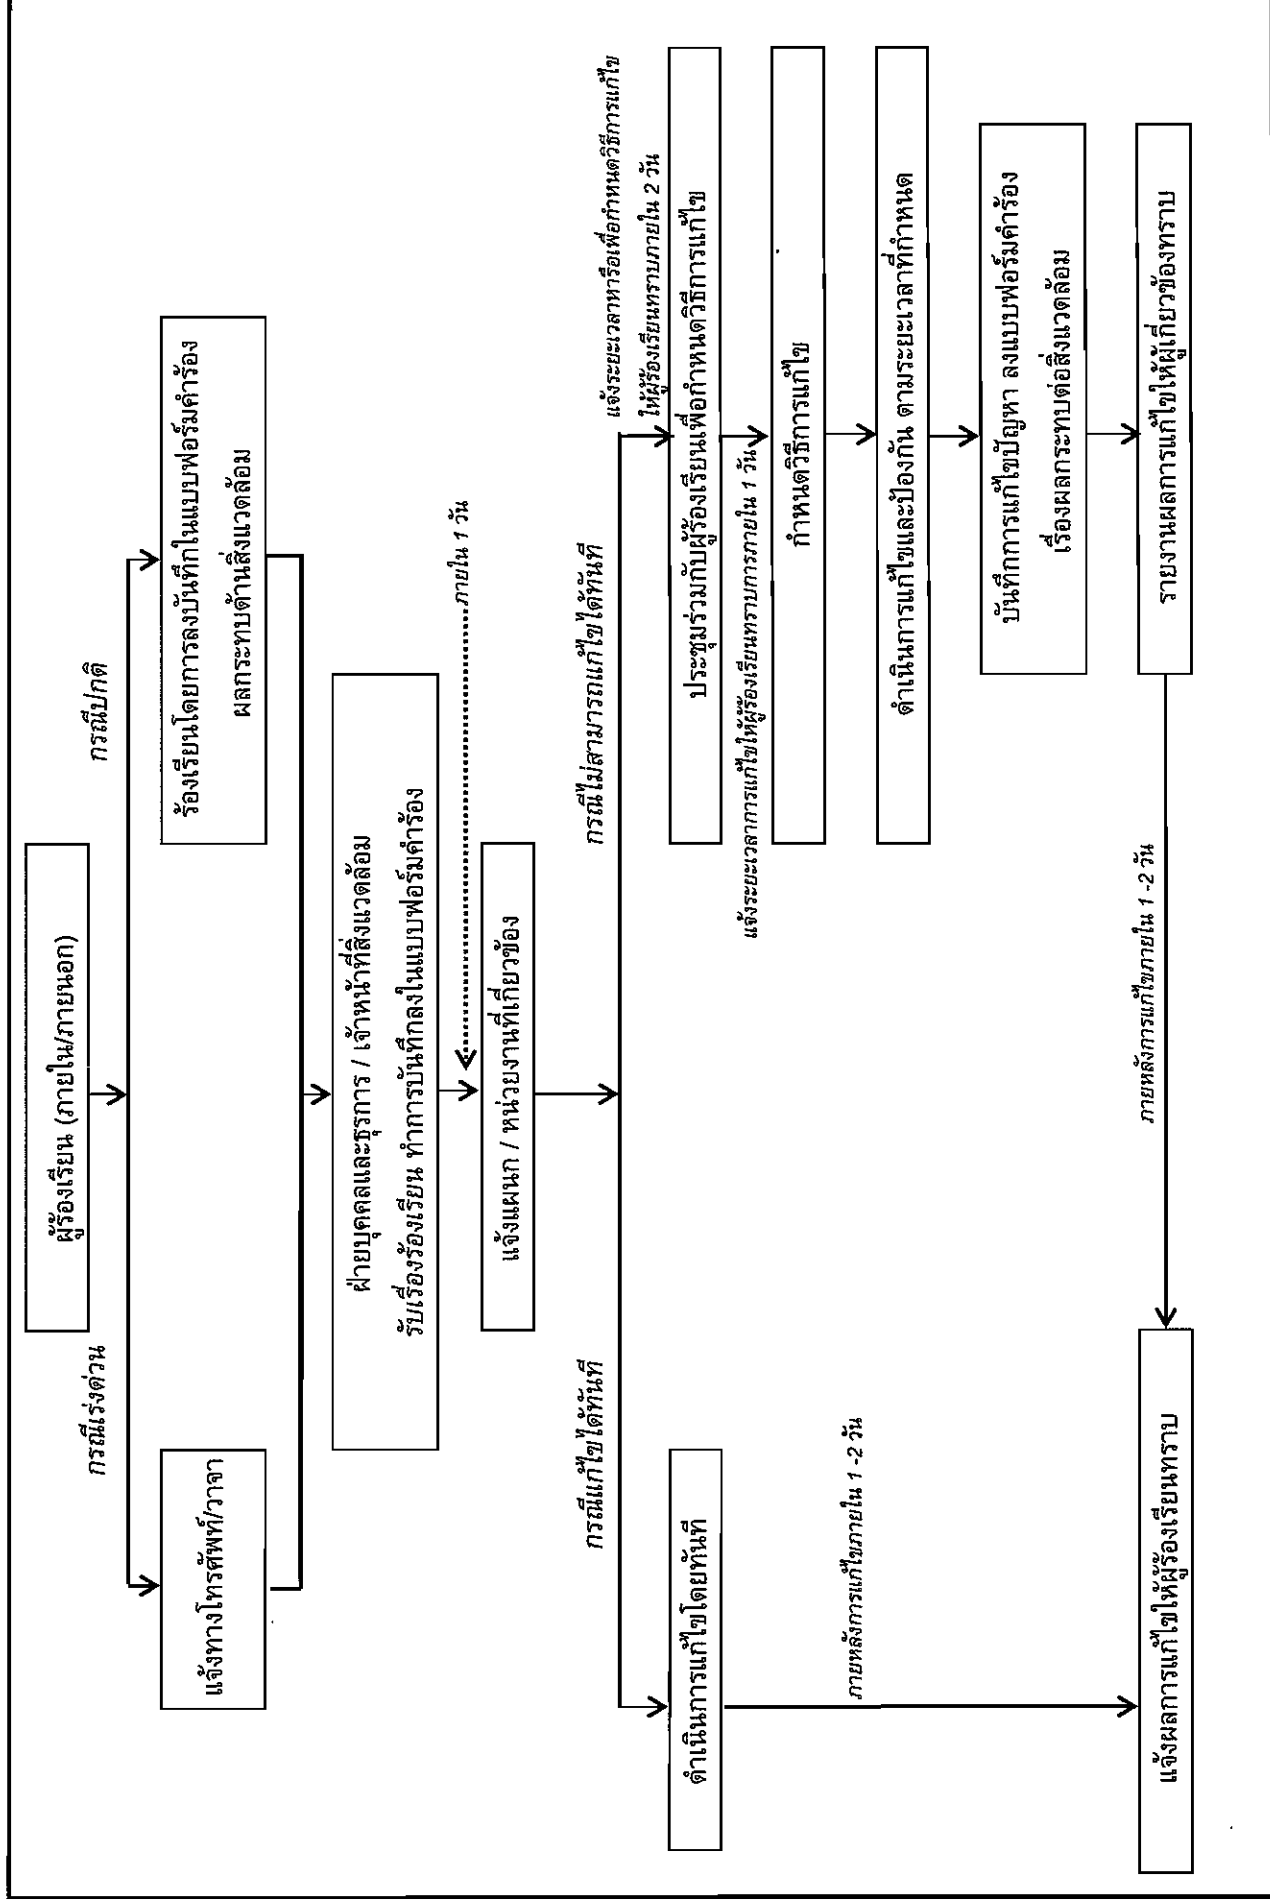 ผู้ร้องเรียน (ภายใน/ภายนอก)
กรณีเร่งด่วน
กรณีปกติ
แจ้งทางโทรศัพท์/วาจา
ร้องเรียนโดยการลงบันทึกในแบบฟอร์มคำร้อง
ผลกระทบด้านสิ่งแวดล้อม
ฝ่ายบุคคลและธุรการ / เจ้าหน้าที่สิ่งแวดล้อม
รับเรื่องร้องเรียน ทำการบันทึกลงในแบบฟอร์มคำร้อง
ภายใน 1 วัน
แจ้งแผนก / หน่วยงานที่เกี่ยวข้อง
กรณีแก้ไขได้ทันที
กรณีไม่สามารถแก้ไขได้ทันที
แจ้งระยะเวลาหารือเพื่อกำหนดวิธีการแก้ไข
ให้ผู้ร้องเรียนทราบภายใน 2 วัน
ดำเนินการแก้ไขโดยทันที
ประชุมร่วมกับผู้ร้องเรียนเพื่อกำหนดวิธีการแก้ไข
แจ้งระยะเวลาการแก้ไขให้ผู้ร้องเรียนทราบการภายใน 1 วัน
กำหนดวิธีการแก้ไข
ภายหลังการแก้ไขภายใน 1 -2 วัน
ดำเนินการแก้ไขและป้องกัน ตามระยะเวลาที่กำหนด
บันทึกการแก้ไขปัญหา ลงแบบฟอร์มคำร้อง
เรื่องผลกระทบต่อสิ่งแวดล้อม
ภายหลังการแก้ไขภายใน 1 -2 วัน
แจ้งผลการแก้ไขให้ผู้ร้องเรียนทราบ
รายงานผลการแก้ไขให้ผู้เกี่ยวข้องทราบ